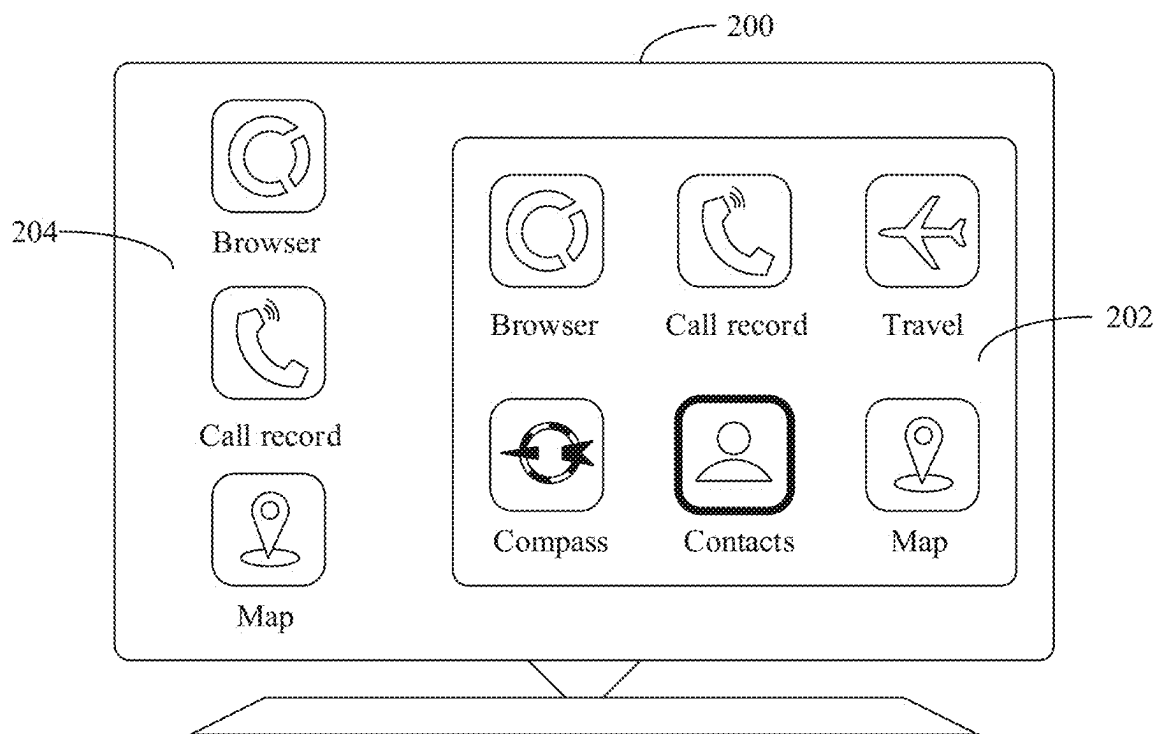 200
Browser
204
Browser
Call record
Travel
202
Call record
Compass
Contacts
Map
Map